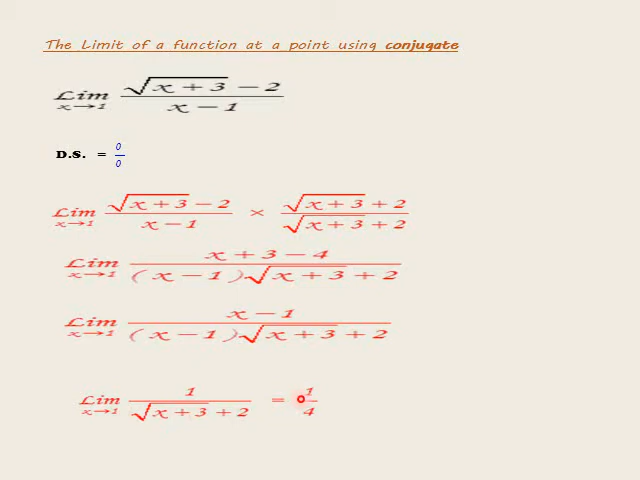 The Limit of a function at a point using conjugate
Lim x→1 (√(x + 3) − 2) / (x − 1)
D.S. = 0/0
Lim x→1 (√(x + 3) − 2) / (x − 1) × (√(x + 3) + 2) / (√(x + 3) + 2)
Lim x→1 (x + 3 − 4) / ((x − 1)√(x + 3) + 2)
Lim x→1 (x − 1) / ((x − 1)√(x + 3) + 2)
Lim x→1 1 / (√(x + 3) + 2) = 1/4